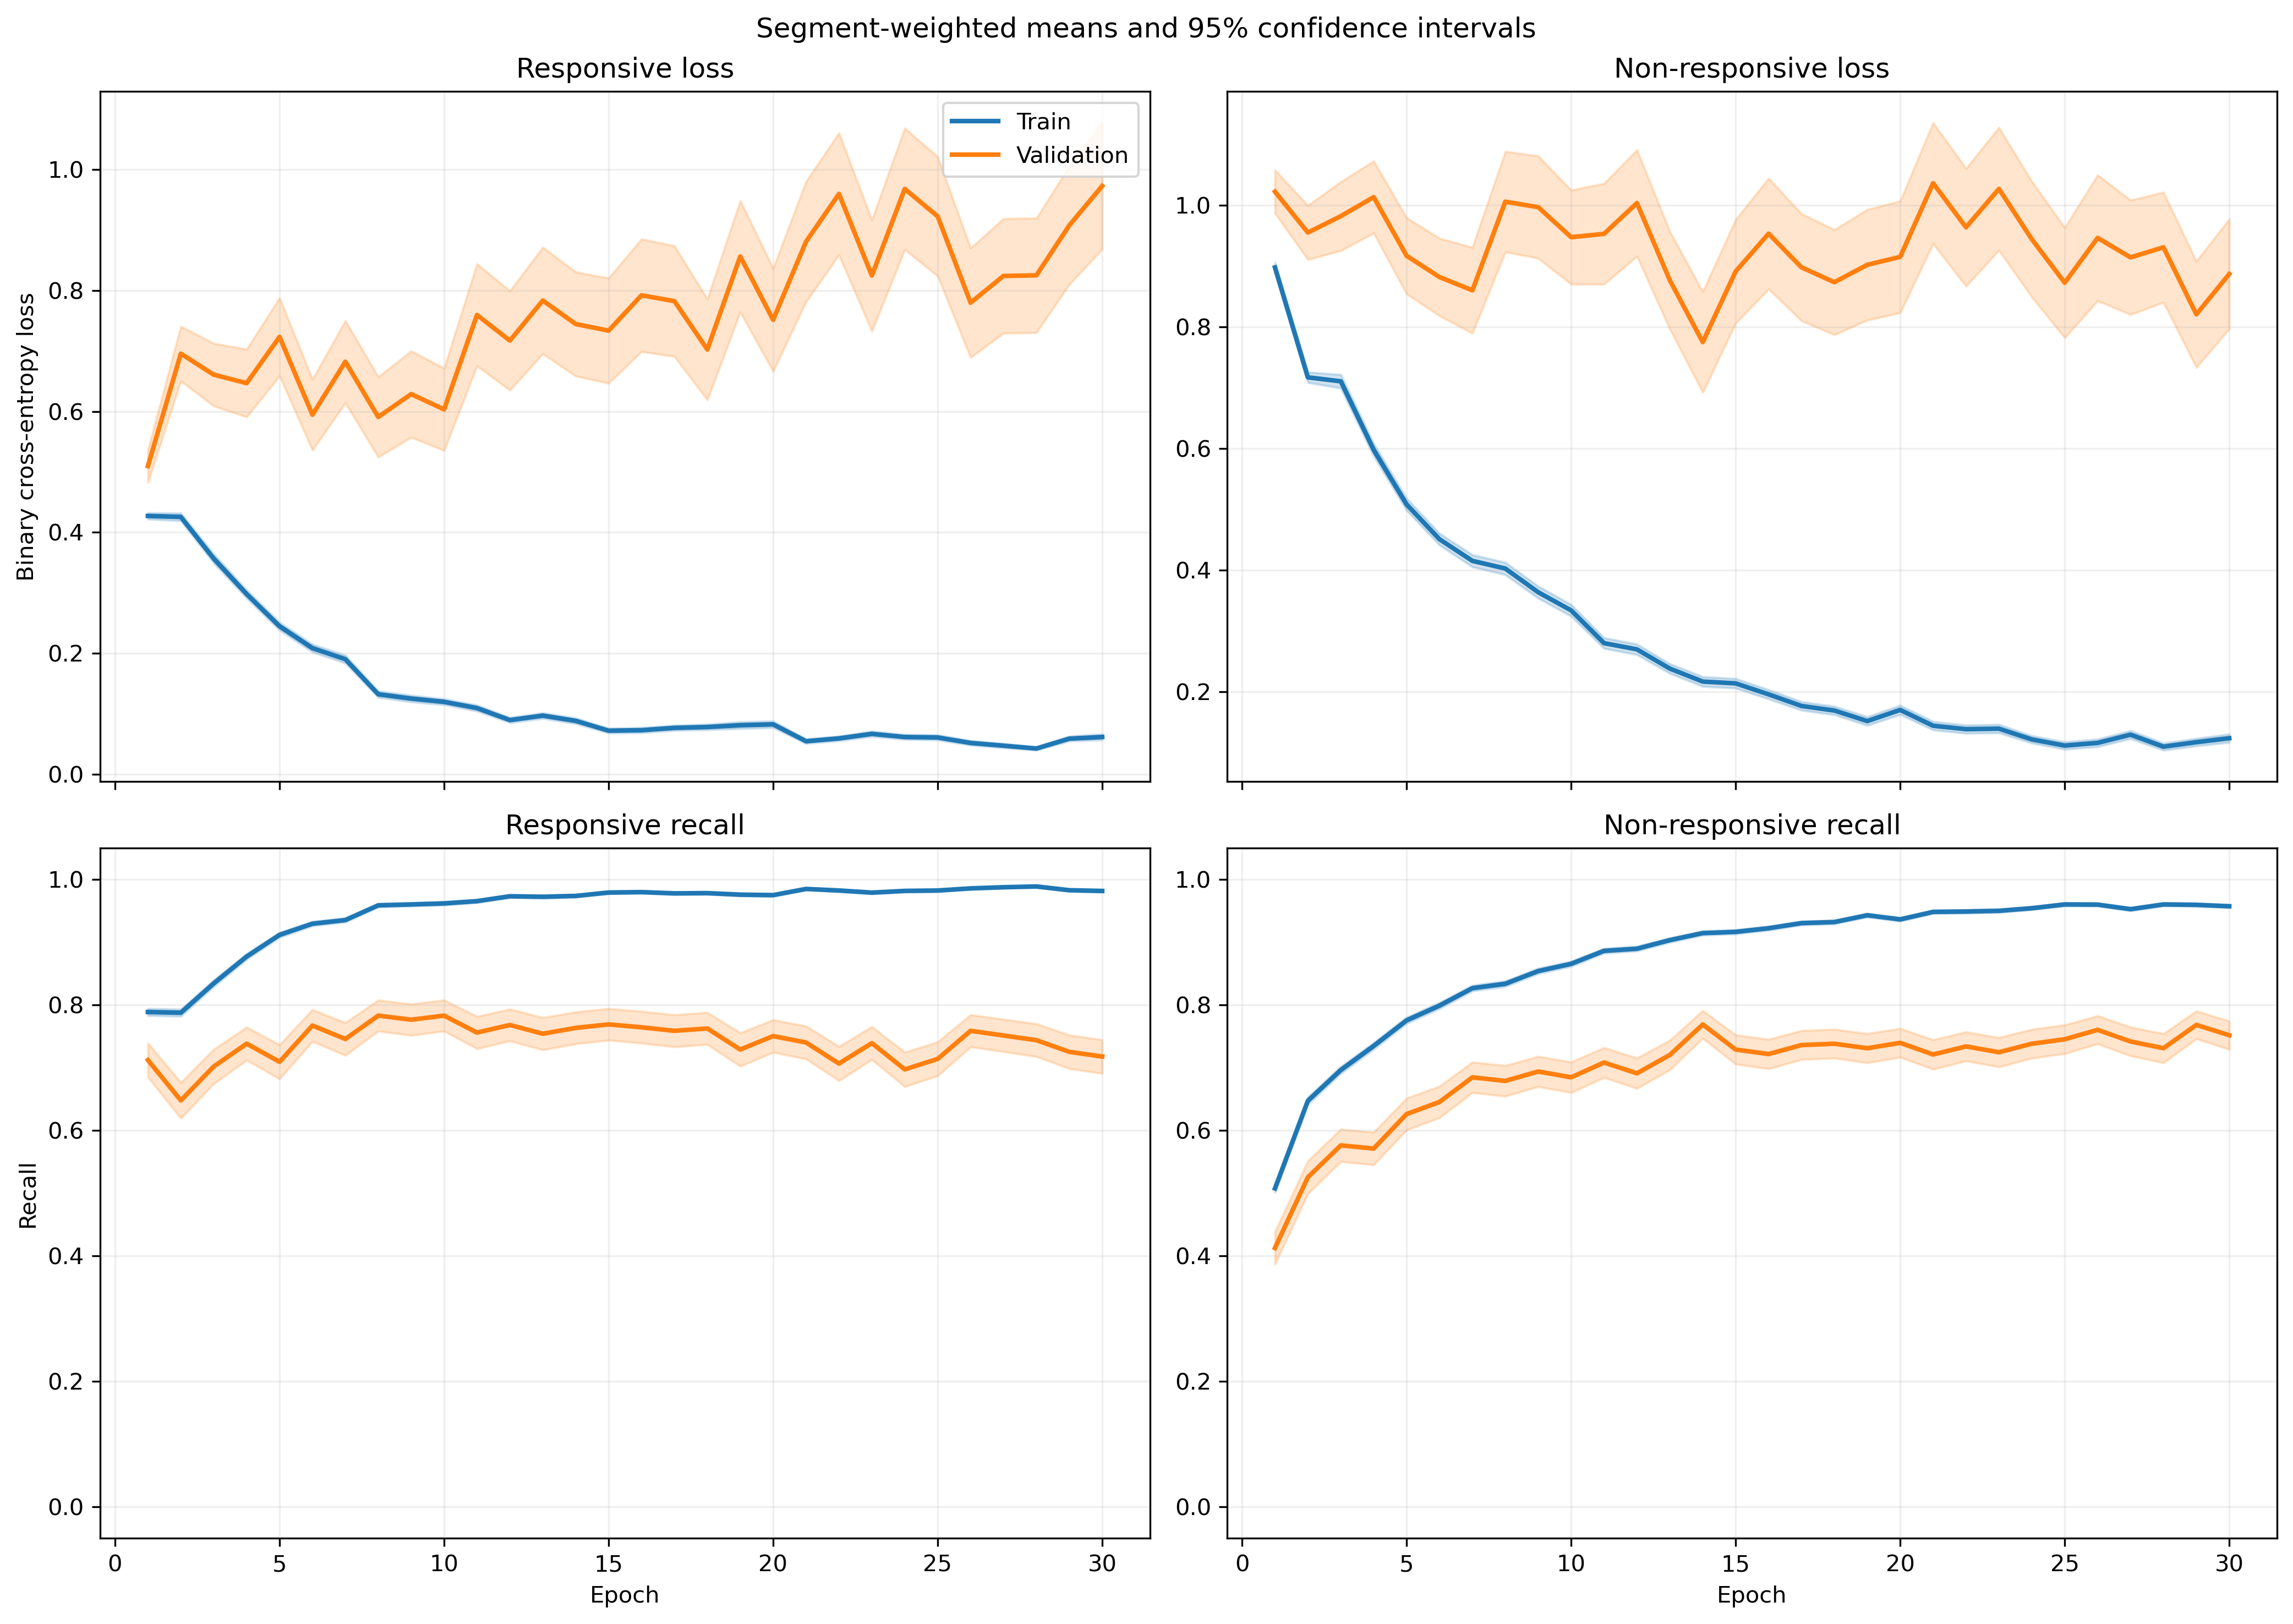 Segment-weighted means and 95% confidence intervals
Responsive loss
Non-responsive loss
Train
Validation
Binary cross-entropy loss
1.0
0.8
0.6
0.4
0.2
0.0
1.0
0.8
0.6
0.4
0.2
Responsive recall
Non-responsive recall
Recall
1.0
0.8
0.6
0.4
0.2
0.0
0 5 10 15 20 25 30
Epoch
1.0
0.8
0.6
0.4
0.2
0.0
0 5 10 15 20 25 30
Epoch